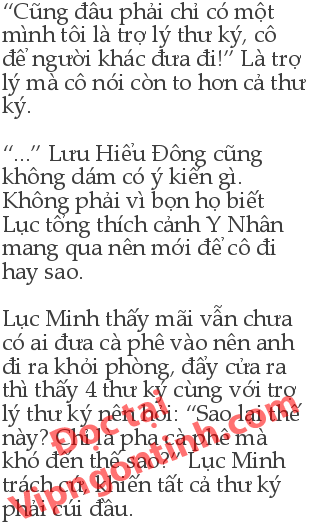 “Cũng đâu phải chỉ có một
mình tôi là trợ lý thư ký, cô
để người khác đưa đi!” Là trợ
lý mà cô nói còn to hơn cả thư
ký.
“...” Lưu Hiểu Đông cũng
không dám có ý kiến gì.
Không phải vì bọn họ biết
Lục tổng thích cảnh Y Nhân
mang qua nên mới để cô đi
hay sao.
Lục Minh thấy mãi vẫn chưa
có ai đưa cà phê vào nên anh
đi ra khỏi phòng, đẩy cửa ra
thì thấy 4 thư ký cùng với trợ
lý thư ký nên hỏi: “Sao lại thế
này? Chỉ là pha cà phê mà
khó đến thế sao?” Lục Minh
trách cứ, khiến tất cả thư ký
phải cúi đầu.
Đọc tại
Vipngontinh.com